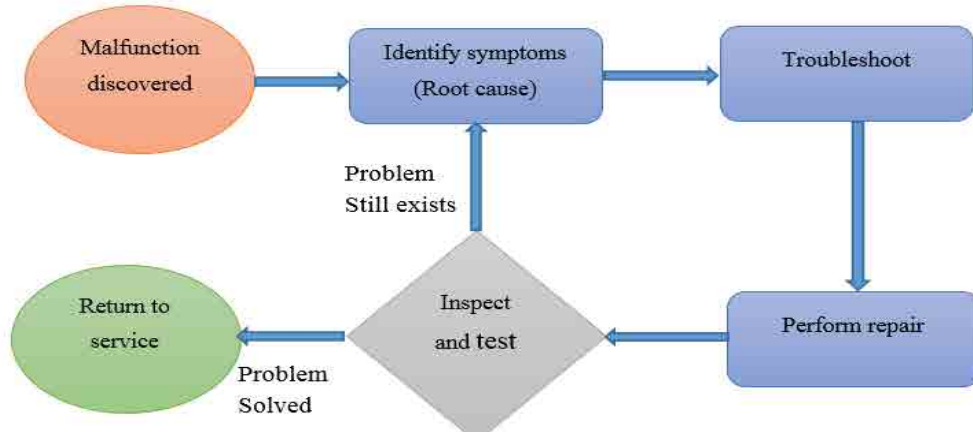 Malfunction
discovered
Identify symptoms
(Root cause)
Troubleshoot
Problem
Still exists
Return to
service
Inspect
and test
Perform repair
Problem
Solved